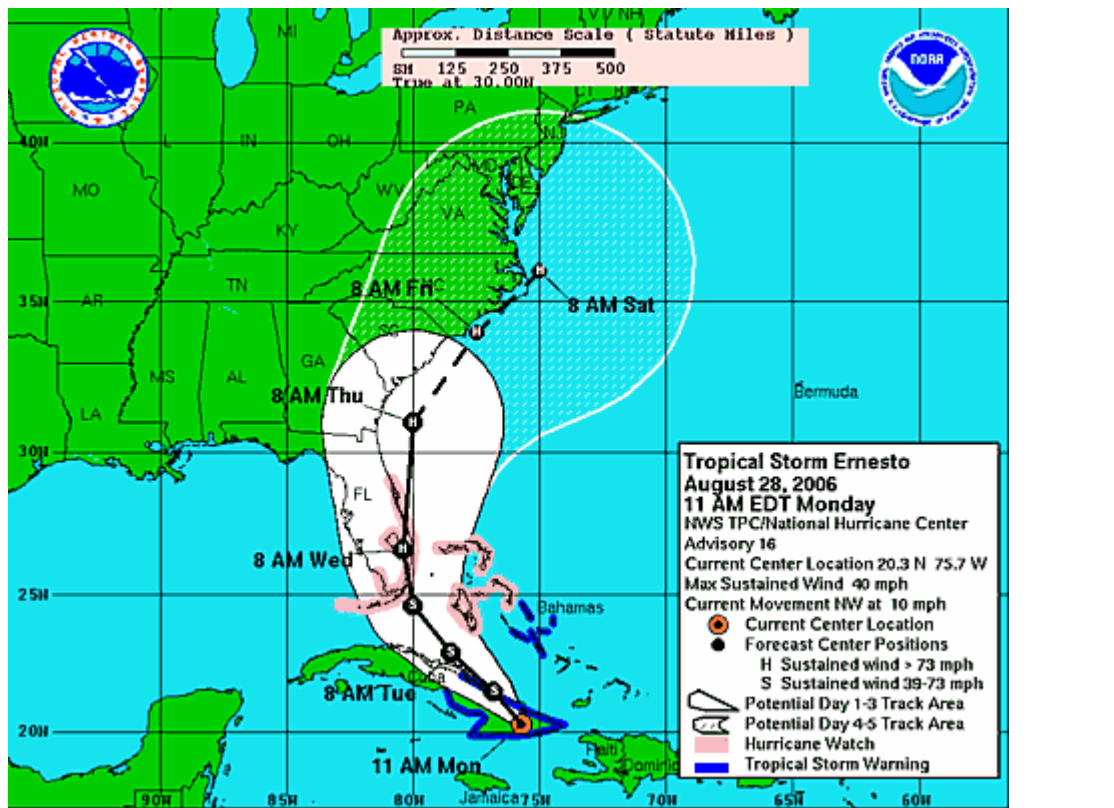 Approx. Distance Scale ( Statute Miles )
SM 125 250 375 500
True at 30.00N
NOAA
VT NH
MI
PA
CT
NJ
40N
IN
OH
MD
DE
MO
WV
VA
KY
TN
8 AM Fri
NC
8 AM Sat
AR
35N
SC
GA
MS
AL
8 AM Thu
LA
Bermuda
30N
FL
8 AM Wed
25N
Bahamas
Cuba
8 AM Tue
20N
11 AM Mon
Haiti
Dominic
Jamaica
90W 85W 80W 75W 70W 65W 60W
Tropical Storm Ernesto
August 28, 2006
11 AM EDT Monday
NWS TPC/National Hurricane Center
Advisory 16
Current Center Location 20.3 N 75.7 W
Max Sustained Wind 40 mph
Current Movement NW at 10 mph
Current Center Location
Forecast Center Positions
H Sustained wind > 73 mph
S Sustained wind 39-73 mph
Potential Day 1-3 Track Area
Potential Day 4-5 Track Area
Hurricane Watch
Tropical Storm Warning